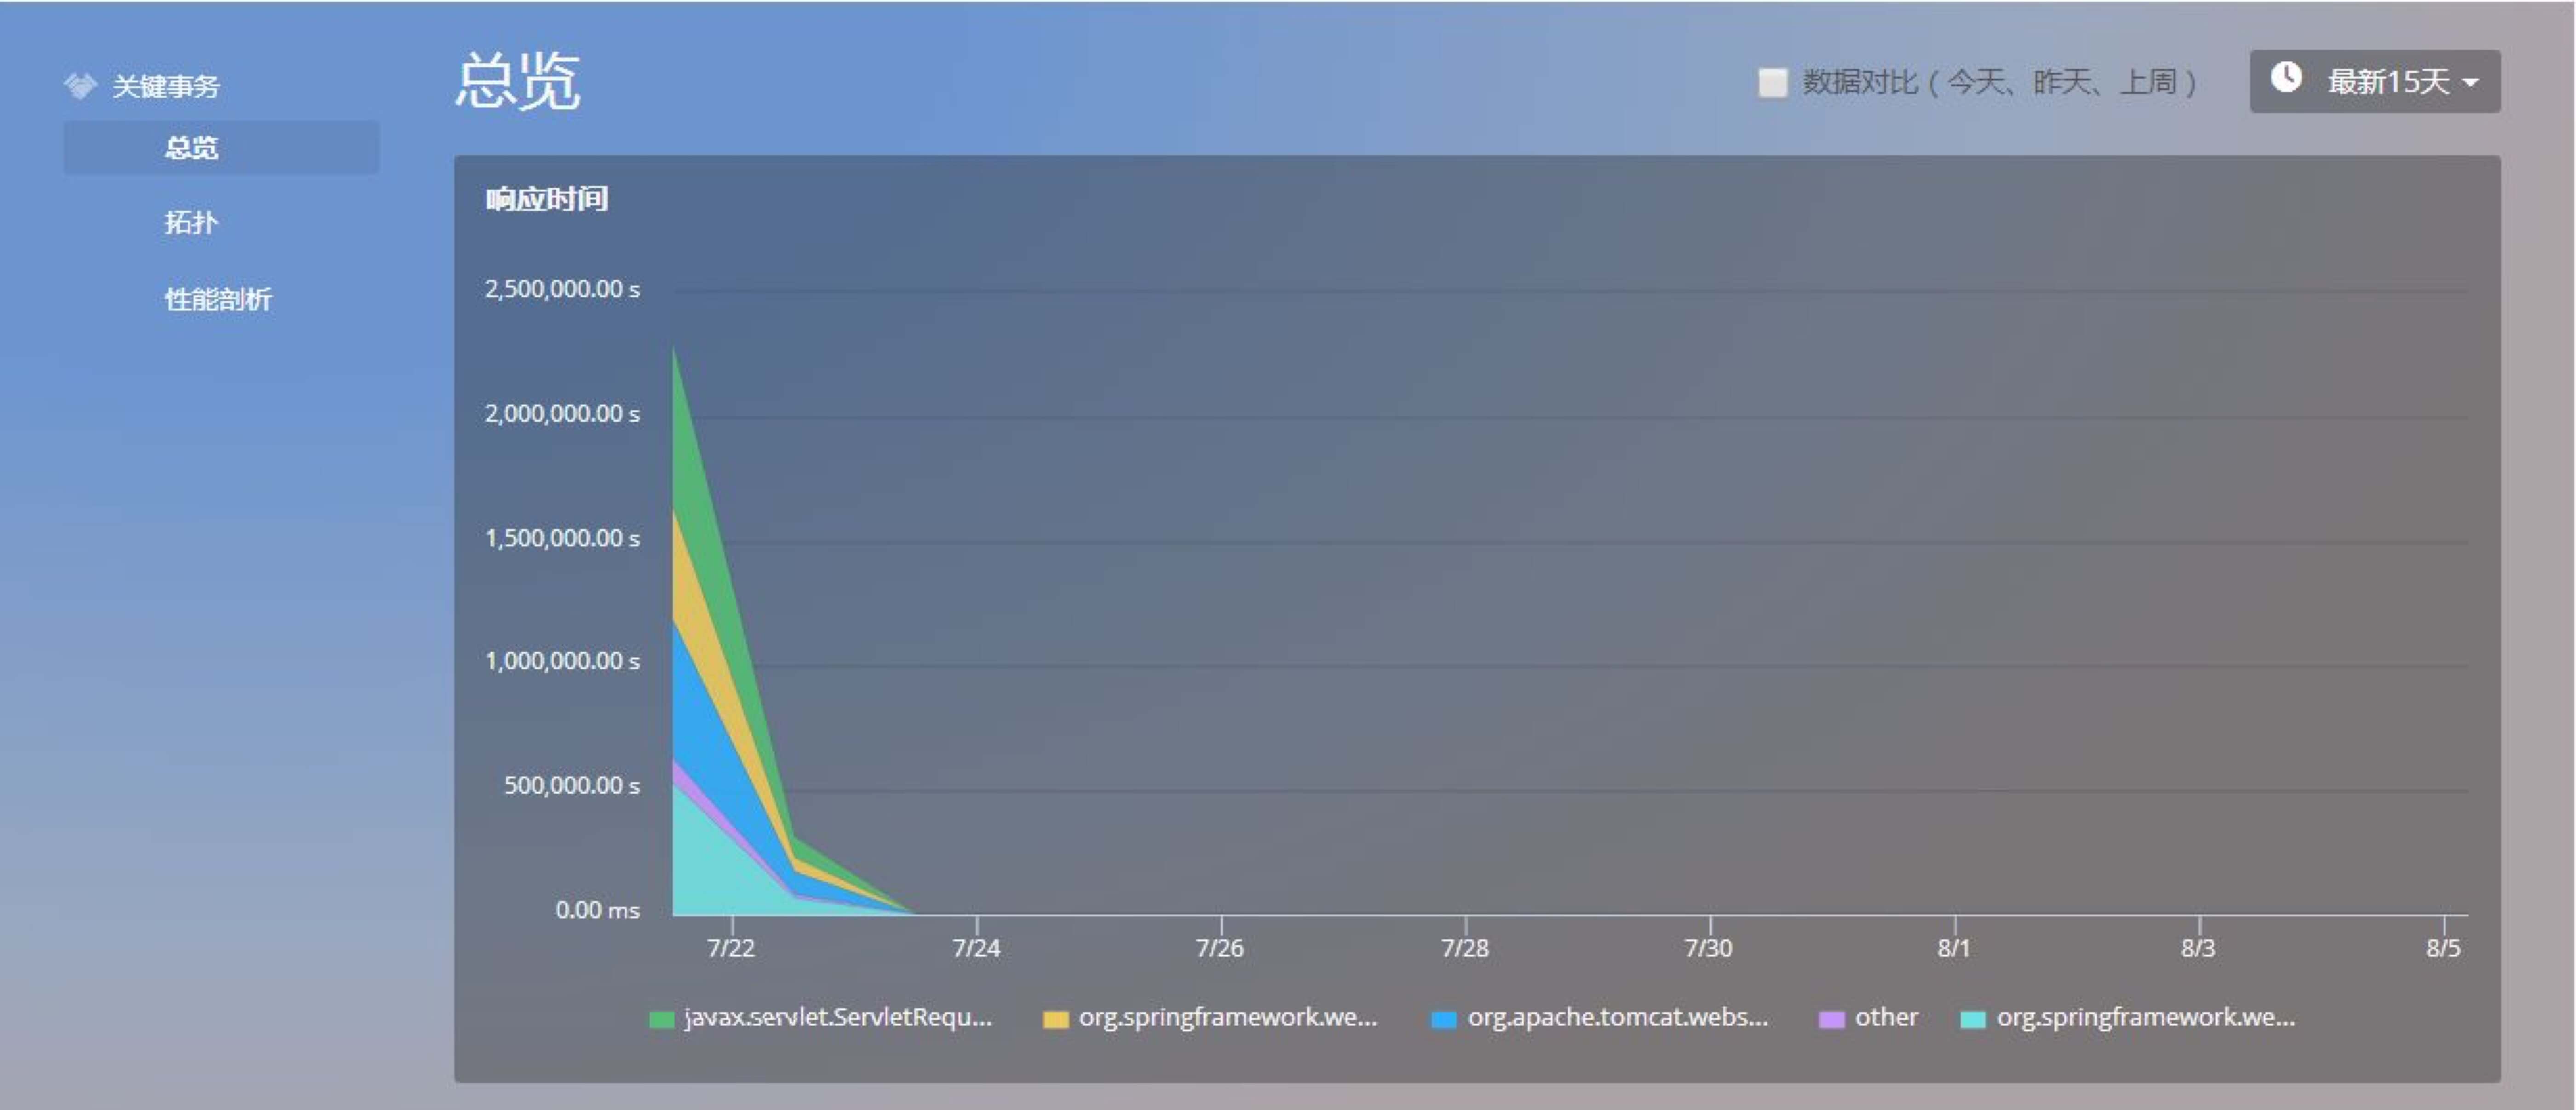 关键事务
总览
拓扑
性能剖析
总览
数据对比（今天、昨天、上周）
最新15天
响应时间
2,500,000.00 s
2,000,000.00 s
1,500,000.00 s
1,000,000.00 s
500,000.00 s
0.00 ms
7/22 7/24 7/26 7/28 7/30 8/1 8/3 8/5
javax.servlet.ServletRequ... org.springframework.we... org.apache.tomcat.webs... other org.springframework.we...